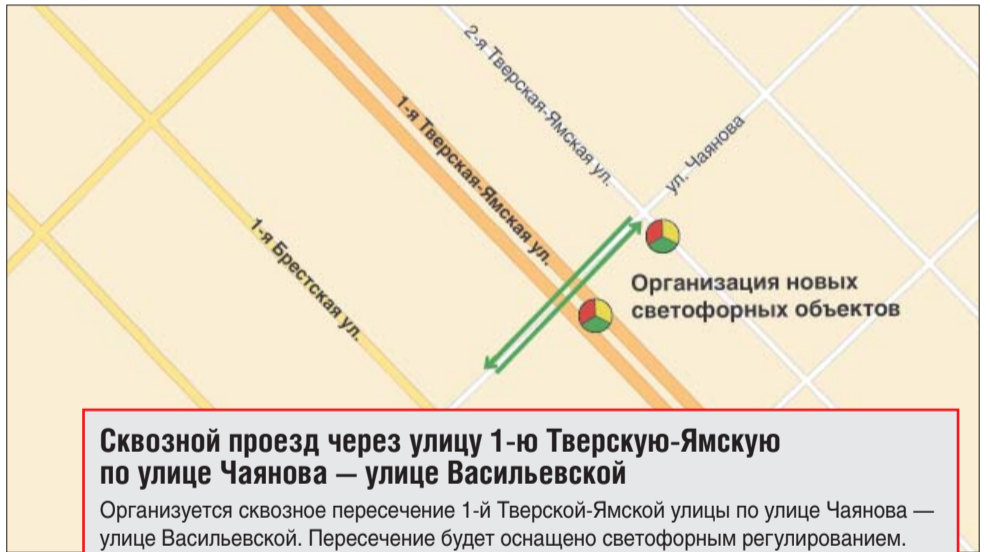 2-я Тверская-Ямская ул.
ул. Чаянова
1-я Тверская-Ямская ул.
1-я Брестская ул.
Организация новых
светофорных объектов
Сквозной проезд через улицу 1-ю Тверскую-Ямскую
по улице Чаянова — улице Васильевской
Организуется сквозное пересечение 1-й Тверской-Ямской улицы по улице Чаянова —
улице Васильевской. Пересечение будет оснащено светофорным регулированием.